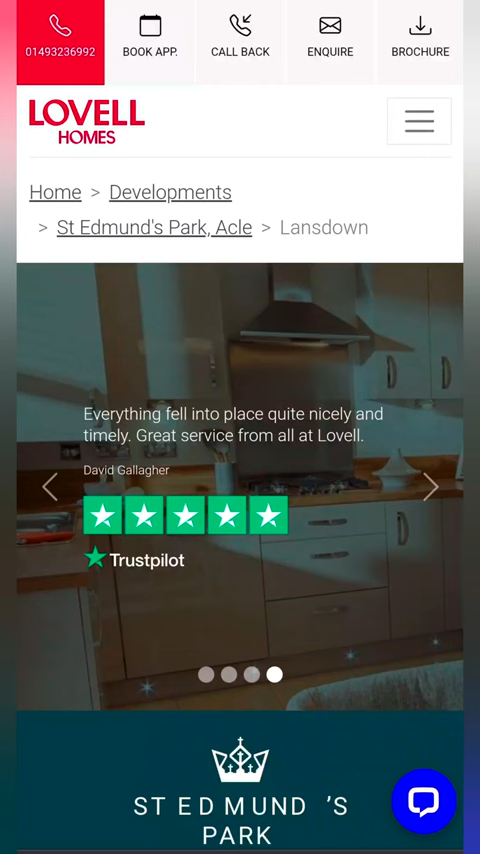 01493236992
BOOK APP.
CALL BACK
ENQUIRE
BROCHURE
LOVELL
HOMES
Home > Developments
> St Edmund's Park, Acle > Lansdown
Everything fell into place quite nicely and
timely. Great service from all at Lovell.
David Gallagher
Trustpilot
ST EDMUND 'S
PARK